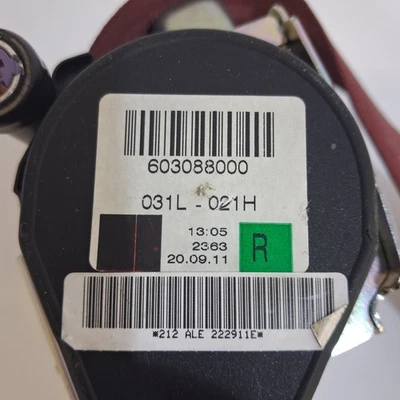 603088000
031L - 021H
13:05
2363
20.09.11
R
*212 ALE 222911E*